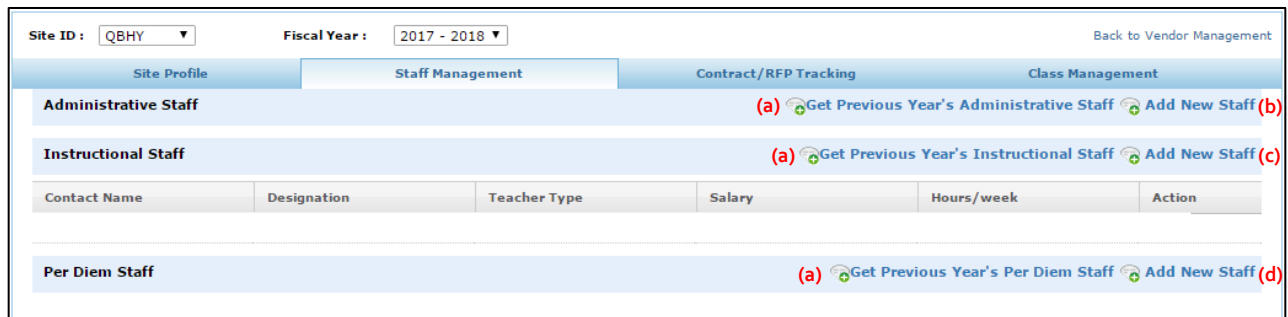 Site ID : QBHY ▼ Fiscal Year : 2017 - 2018 ▼ Back to Vendor Management
Site Profile Staff Management Contract/RFP Tracking Class Management
Administrative Staff (a) Get Previous Year's Administrative Staff Add New Staff (b)
Instructional Staff (a) Get Previous Year's Instructional Staff Add New Staff (c)
Contact Name Designation Teacher Type Salary Hours/week Action
Per Diem Staff (a) Get Previous Year's Per Diem Staff Add New Staff (d)